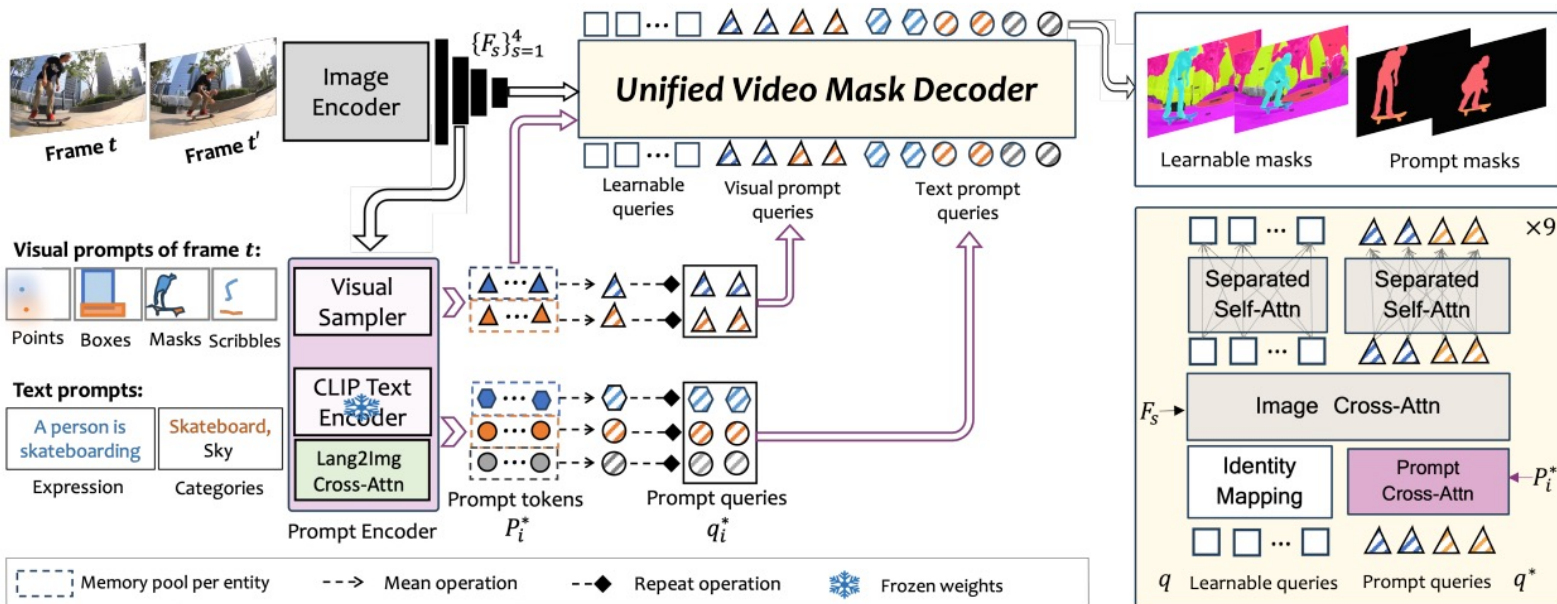 Frame t
Frame t′
Image
Encoder
{F_s}^4_{s=1}
Unified Video Mask Decoder
Learnable masks
Prompt masks
Learnable
queries
Visual prompt
queries
Text prompt
queries
Visual prompts of frame t:
Points
Boxes
Masks
Scribbles
Text prompts:
A person is
skateboarding
Expression
Skateboard,
Sky
Categories
Visual
Sampler
CLIP Text
Encoder
Lang2Img
Cross-Attn
Prompt Encoder
Prompt tokens
P_i^*
Prompt queries
q_i^*
×9
Separated
Self-Attn
Separated
Self-Attn
F_s
Image Cross-Attn
Identity
Mapping
Prompt
Cross-Attn
P_i^*
q
Learnable queries
Prompt queries
q^*
Memory pool per entity
Mean operation
Repeat operation
Frozen weights